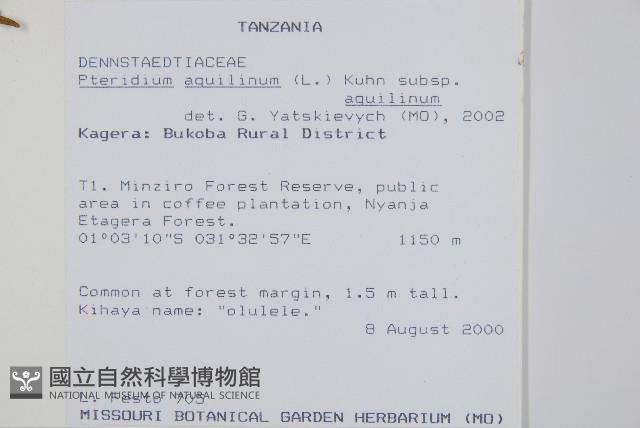 TANZANIA
DENNSTAEDTIACEAE
Pteridium aquilinum (L.) Kuhn subsp.
aquilinum
det. G. Yatskievych (MO), 2002
Kagera: Bukoba Rural District
T1. Minziro Forest Reserve, public
area in coffee plantation, Nyanja
Etagera Forest.
01°03'10"S 031°32'57"E 1150 m
Common at forest margin, 1.5 m tall.
Kihaya name: "olulele."
8 August 2000
國立自然科學博物館
NATIONAL MUSEUM OF NATURAL SCIENCE
L. Festo 703
MISSOURI BOTANICAL GARDEN HERBARIUM (MO)